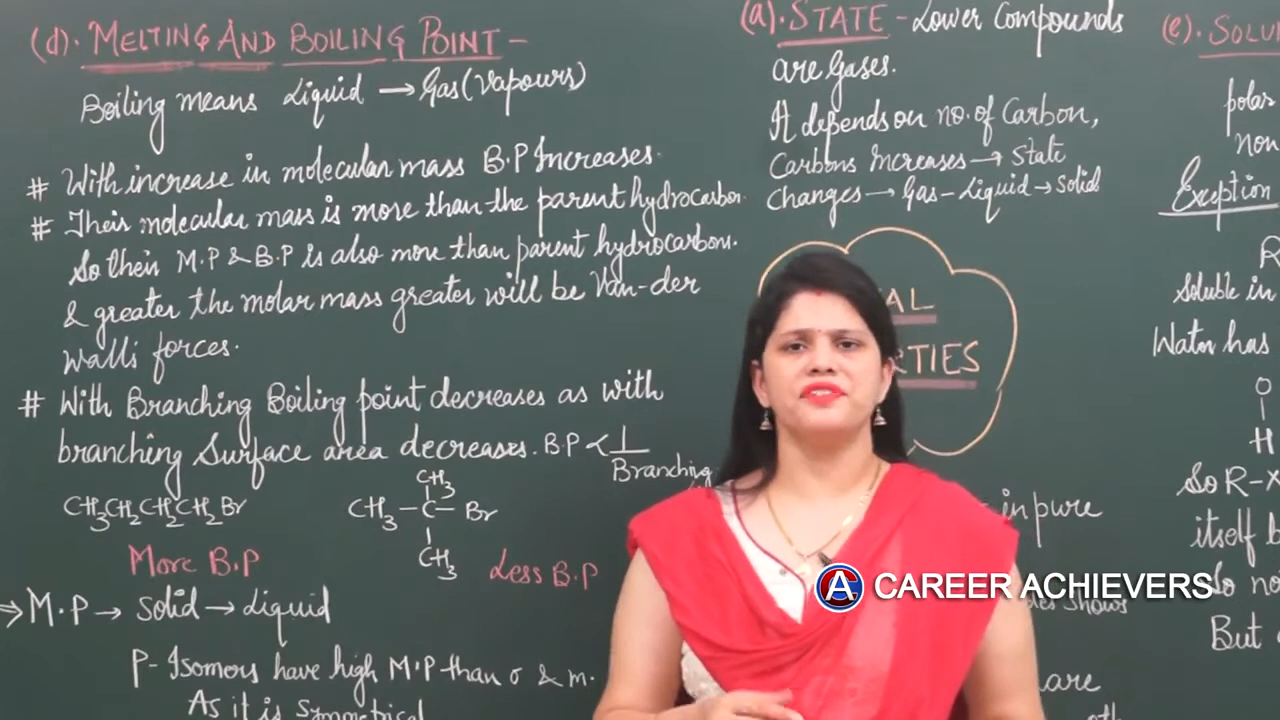 (d). MELTING AND BOILING POINT -
Boiling means Liquid → Gas (Vapours)
# With increase in molecular mass B.P Increases.
# Their molecular mass is more than the parent hydrocarbon.
So their M.P & B.P is also more than parent hydrocarbon.
& greater the molar mass greater will be Van-der
Walls forces.
# With Branching Boiling point decreases as with
branching Surface area decreases. B.P ∝ 1/Branching
CH3CH2CH2CH2Br
CH3
CH3-C-Br
CH3
More B.P
Less B.P
→ M.P → Solid → Liquid
P-Isomers have high M.P than o & m.
As it is Symmetrical
(a). STATE - Lower Compounds
are Gases.
It depends on no. of Carbon,
Carbons Increases → State
Changes → Gas - Liquid → Solid
in pure
shows
are
(e).
polar
non
Exception
R
Soluble in
Water has
O
H
So R-X
itself
But
CAREER ACHIEVERS